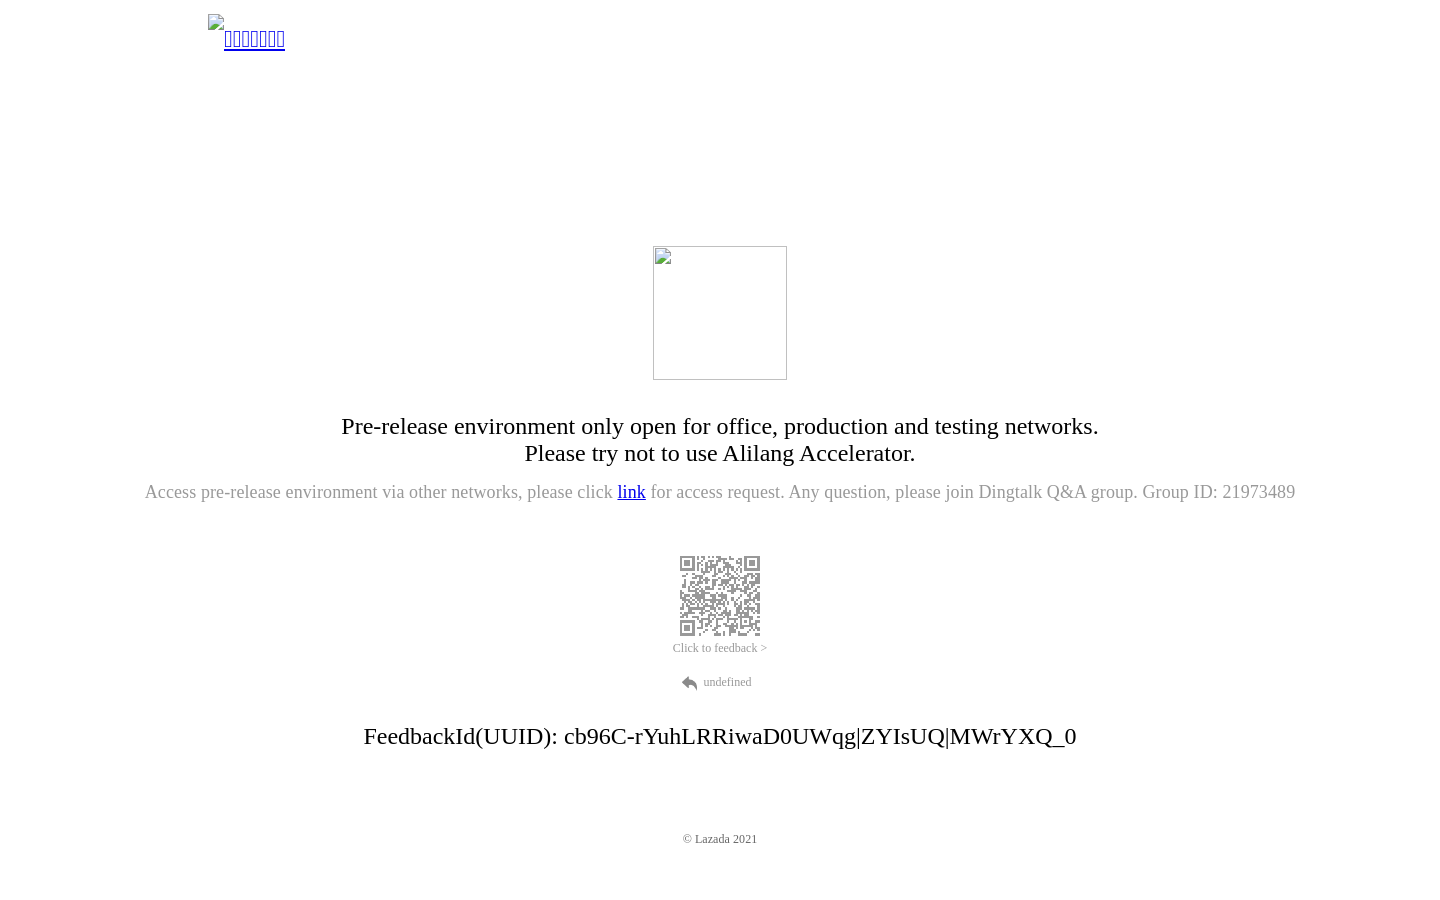 Pre-release environment only open for office, production and testing networks.
Please try not to use Alilang Accelerator.
Access pre-release environment via other networks, please click link for access request. Any question, please join Dingtalk Q&A group. Group ID: 21973489
Click to feedback >
undefined
FeedbackId(UUID): cb96C-rYuhLRRiwaD0UWqg|ZYIsUQ|MWrYXQ_0
© Lazada 2021